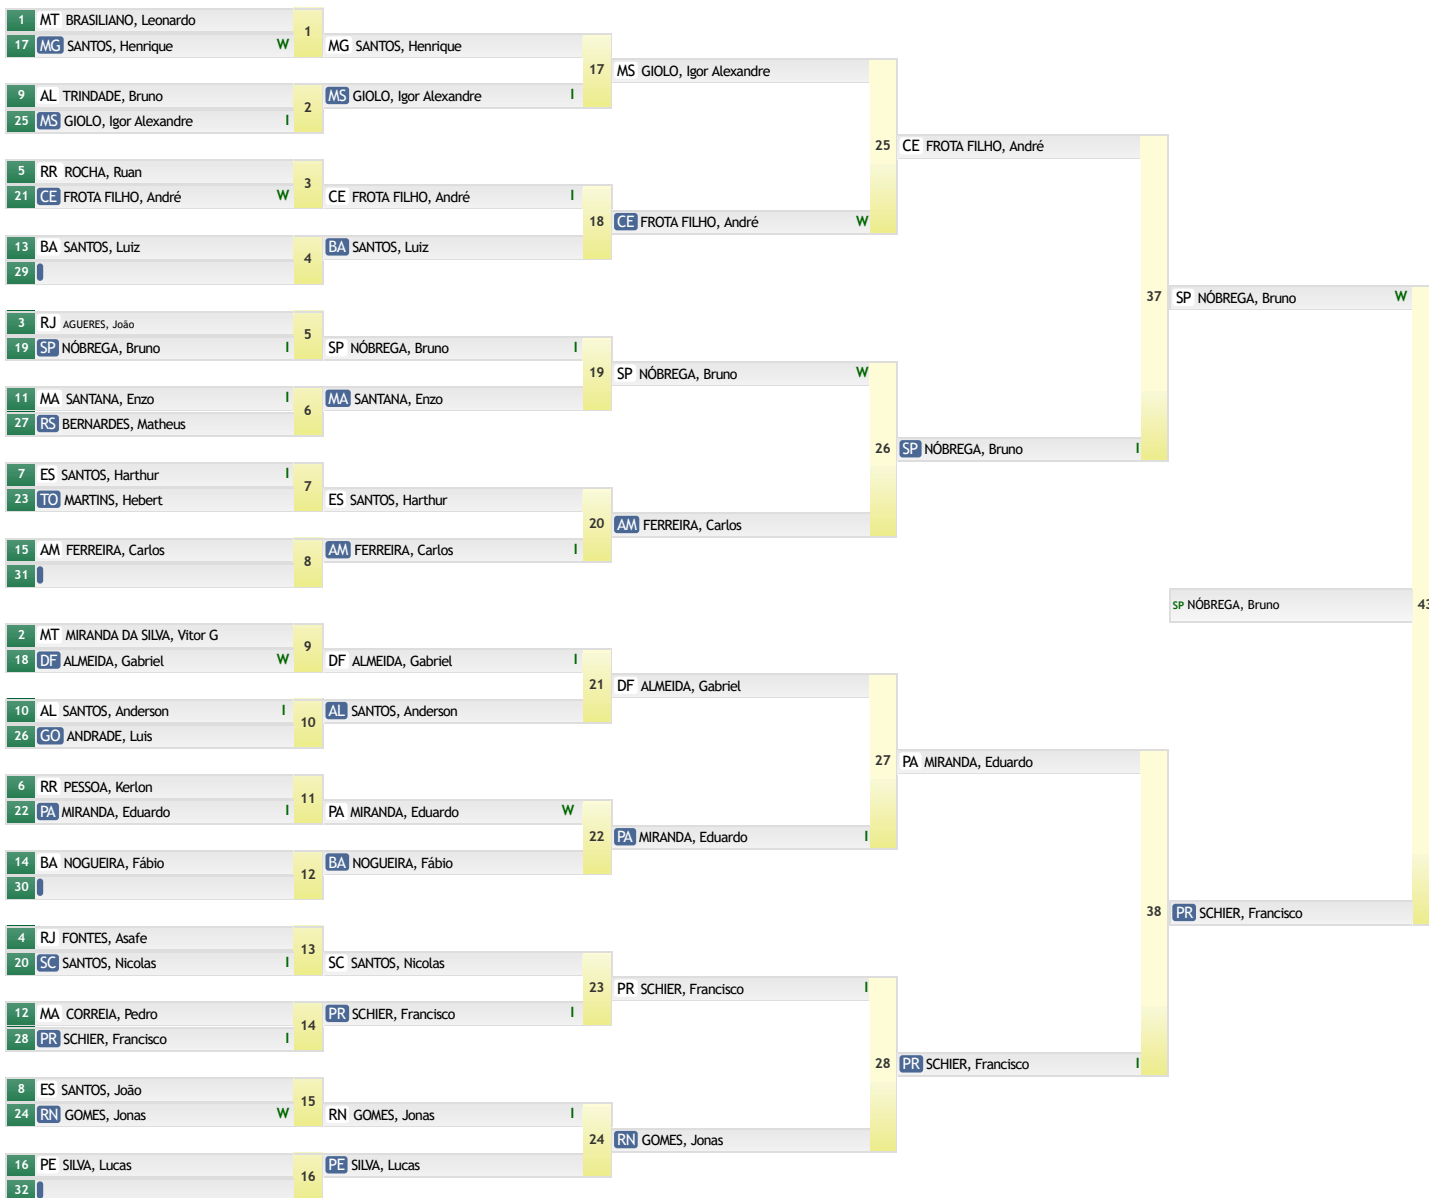 1 MT BRASILIANO, Leonardo
1
17 MG SANTOS, Henrique W
MG SANTOS, Henrique
17
MS GIOLO, Igor Alexandre
9 AL TRINDADE, Bruno
2
MS GIOLO, Igor Alexandre I
25 MS GIOLO, Igor Alexandre I
25
CE FROTA FILHO, André
5 RR ROCHA, Ruan
3
21 CE FROTA FILHO, André W
CE FROTA FILHO, André I
18
CE FROTA FILHO, André W
13 BA SANTOS, Luiz
4
BA SANTOS, Luiz
29
37
SP NÓBREGA, Bruno W
3 RJ AGUERES, João
5
19 SP NÓBREGA, Bruno I
SP NÓBREGA, Bruno I
19
SP NÓBREGA, Bruno W
11 MA SANTANA, Enzo I
6
MA SANTANA, Enzo
27 RS BERNARDES, Matheus
26
SP NÓBREGA, Bruno I
7 ES SANTOS, Harthur I
7
23 TO MARTINS, Hebert
ES SANTOS, Harthur
20
AM FERREIRA, Carlos
15 AM FERREIRA, Carlos
8
AM FERREIRA, Carlos I
31
SP NÓBREGA, Bruno
43
2 MT MIRANDA DA SILVA, Vitor G
9
18 DF ALMEIDA, Gabriel W
DF ALMEIDA, Gabriel I
21
DF ALMEIDA, Gabriel
10 AL SANTOS, Anderson I
10
AL SANTOS, Anderson
26 GO ANDRADE, Luis
27
PA MIRANDA, Eduardo
6 RR PESSOA, Kerlon
11
22 PA MIRANDA, Eduardo I
PA MIRANDA, Eduardo W
22
PA MIRANDA, Eduardo I
14 BA NOGUEIRA, Fábio
12
BA NOGUEIRA, Fábio
30
38
PR SCHIER, Francisco
4 RJ FONTES, Asafe
13
20 SC SANTOS, Nicolas I
SC SANTOS, Nicolas
23
PR SCHIER, Francisco I
12 MA CORREIA, Pedro
14
PR SCHIER, Francisco I
28 PR SCHIER, Francisco I
28
PR SCHIER, Francisco I
8 ES SANTOS, João
15
24 RN GOMES, Jonas W
RN GOMES, Jonas I
24
RN GOMES, Jonas
16 PE SILVA, Lucas
16
PE SILVA, Lucas
32